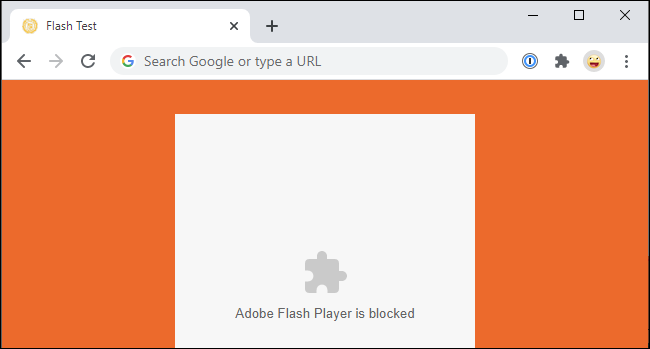 Flash Test
Search Google or type a URL
Adobe Flash Player is blocked